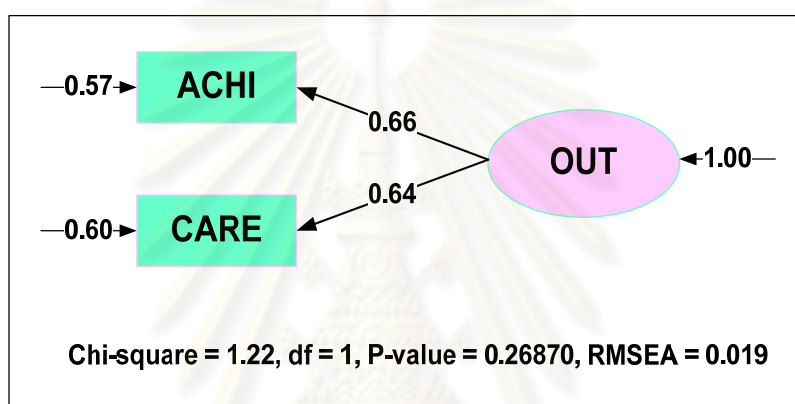 0.57 ACHI
0.66
OUT 1.00
0.64
0.60 CARE
Chi-square = 1.22, df = 1, P-value = 0.26870, RMSEA = 0.019